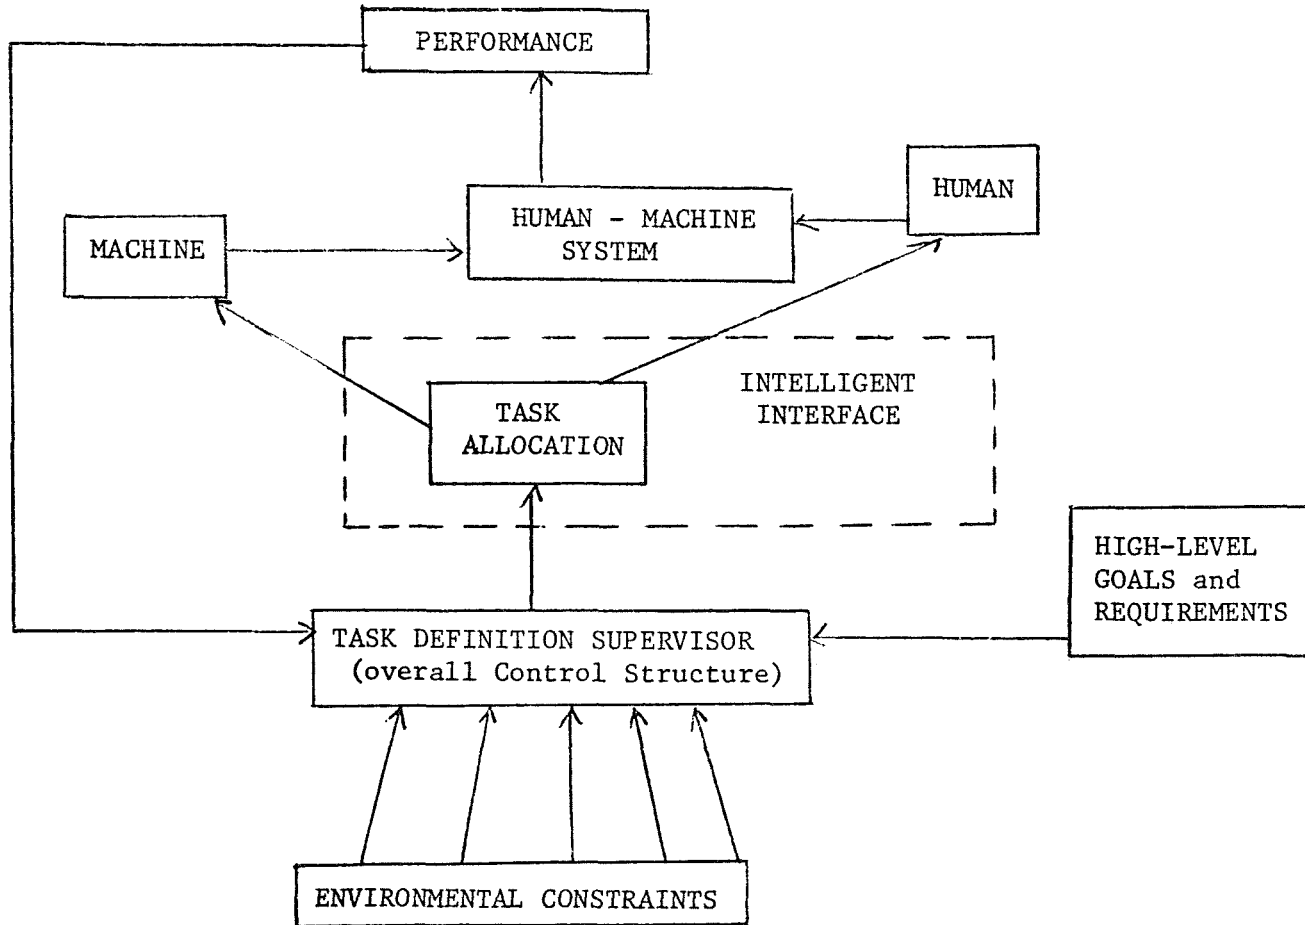 PERFORMANCE
HUMAN
HUMAN - MACHINE
SYSTEM
MACHINE
INTELLIGENT
INTERFACE
TASK
ALLOCATION
HIGH-LEVEL
GOALS and
REQUIREMENTS
TASK DEFINITION SUPERVISOR
(overall Control Structure)
ENVIRONMENTAL CONSTRAINTS